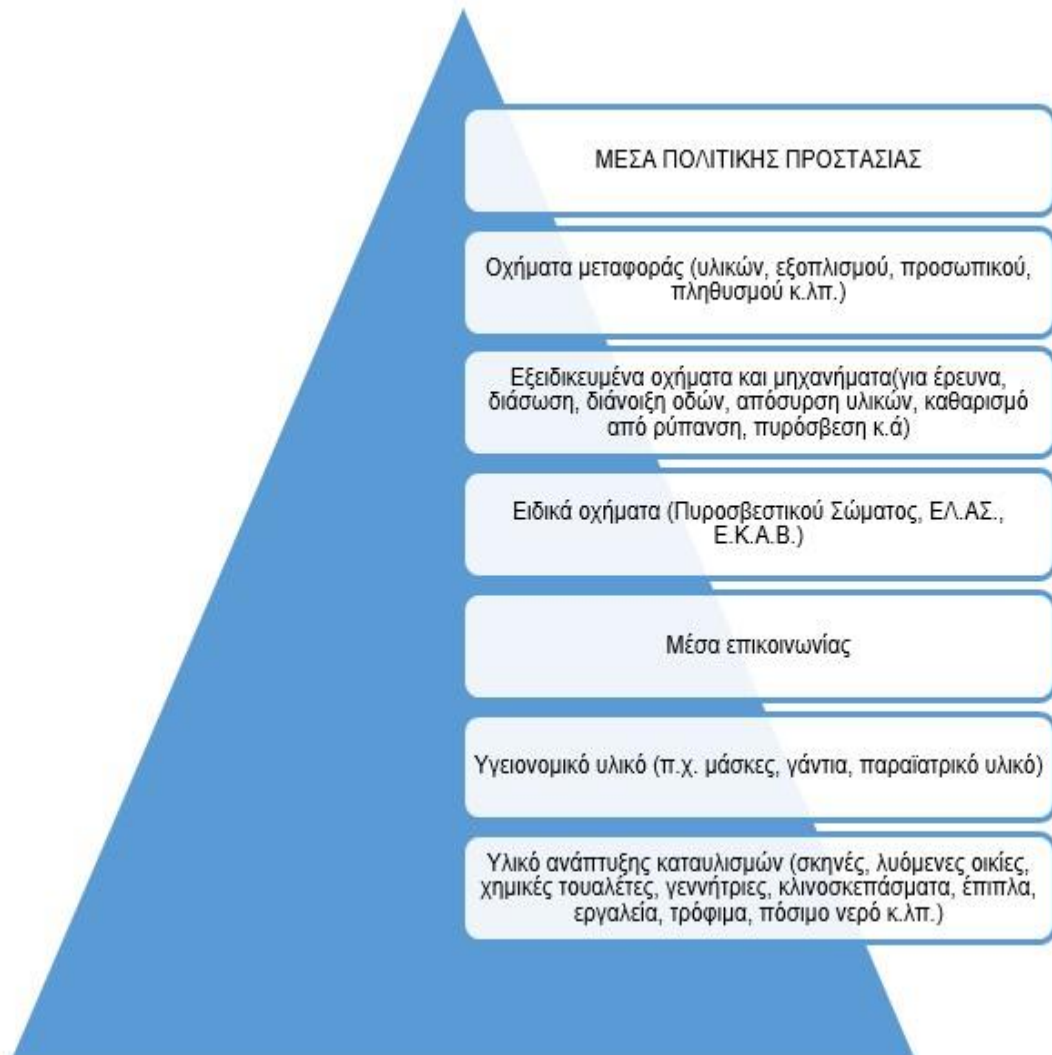 ΜΕΣΑ ΠΟΛΙΤΙΚΗΣ ΠΡΟΣΤΑΣΙΑΣ
Οχήματα μεταφοράς (υλικών, εξοπλισμού, προσωπικού,
πληθυσμού κ.λπ.)
Εξειδικευμένα οχήματα και μηχανήματα(για έρευνα,
διάσωση, διάνοιξη οδών, απόσυρση υλικών, καθαρισμό
από ρύπανση, πυρόσβεση κ.ά)
Ειδικά οχήματα (Πυροσβεστικού Σώματος, ΕΛ.ΑΣ.,
Ε.Κ.Α.Β.)
Μέσα επικοινωνίας
Υγειονομικό υλικό (π.χ. μάσκες, γάντια, παραϊατρικό υλικό)
Υλικό ανάπτυξης καταυλισμών (σκηνές, λυόμενες οικίες,
χημικές τουαλέτες, γεννήτριες, κλινοσκεπάσματα, έπιπλα,
εργαλεία, τρόφιμα, πόσιμο νερό κ.λπ.)